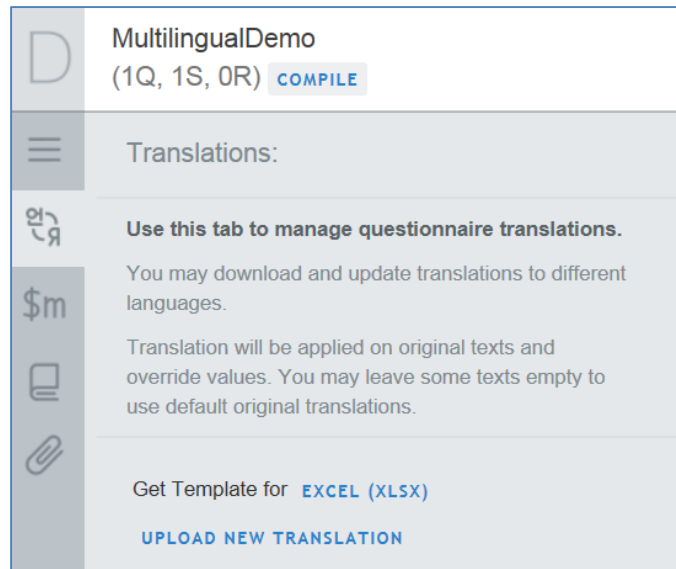 D
MultilingualDemo
(1Q, 1S, 0R) COMPILE
Translations:
언 Я
Use this tab to manage questionnaire translations.
You may download and update translations to different
languages.
$m
Translation will be applied on original texts and
override values. You may leave some texts empty to
use default original translations.
Get Template for EXCEL (XLSX)
UPLOAD NEW TRANSLATION